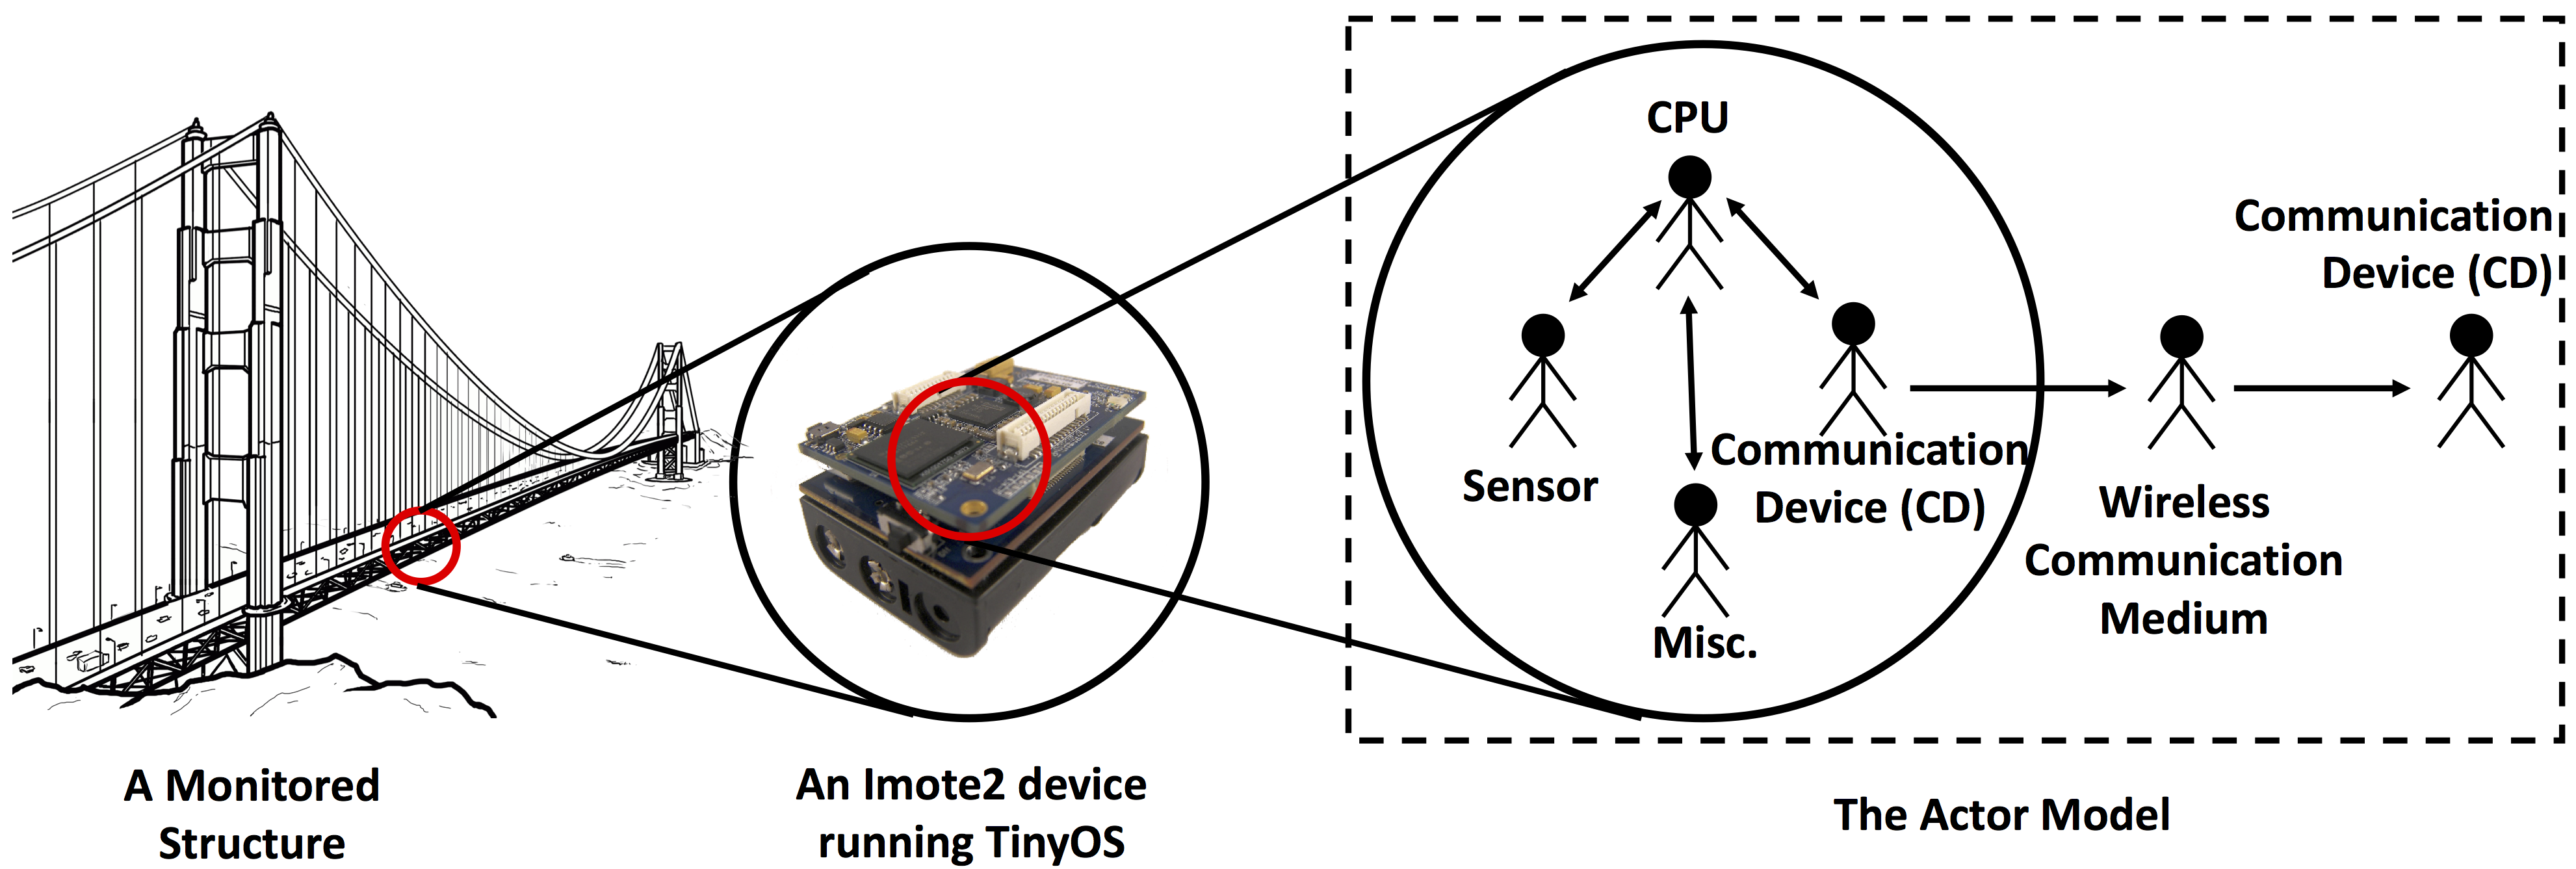 CPU
Communication
Device (CD)
Sensor
Communication
Device (CD)
Wireless
Communication
Medium
Misc.
A Monitored
Structure
An Imote2 device
running TinyOS
The Actor Model